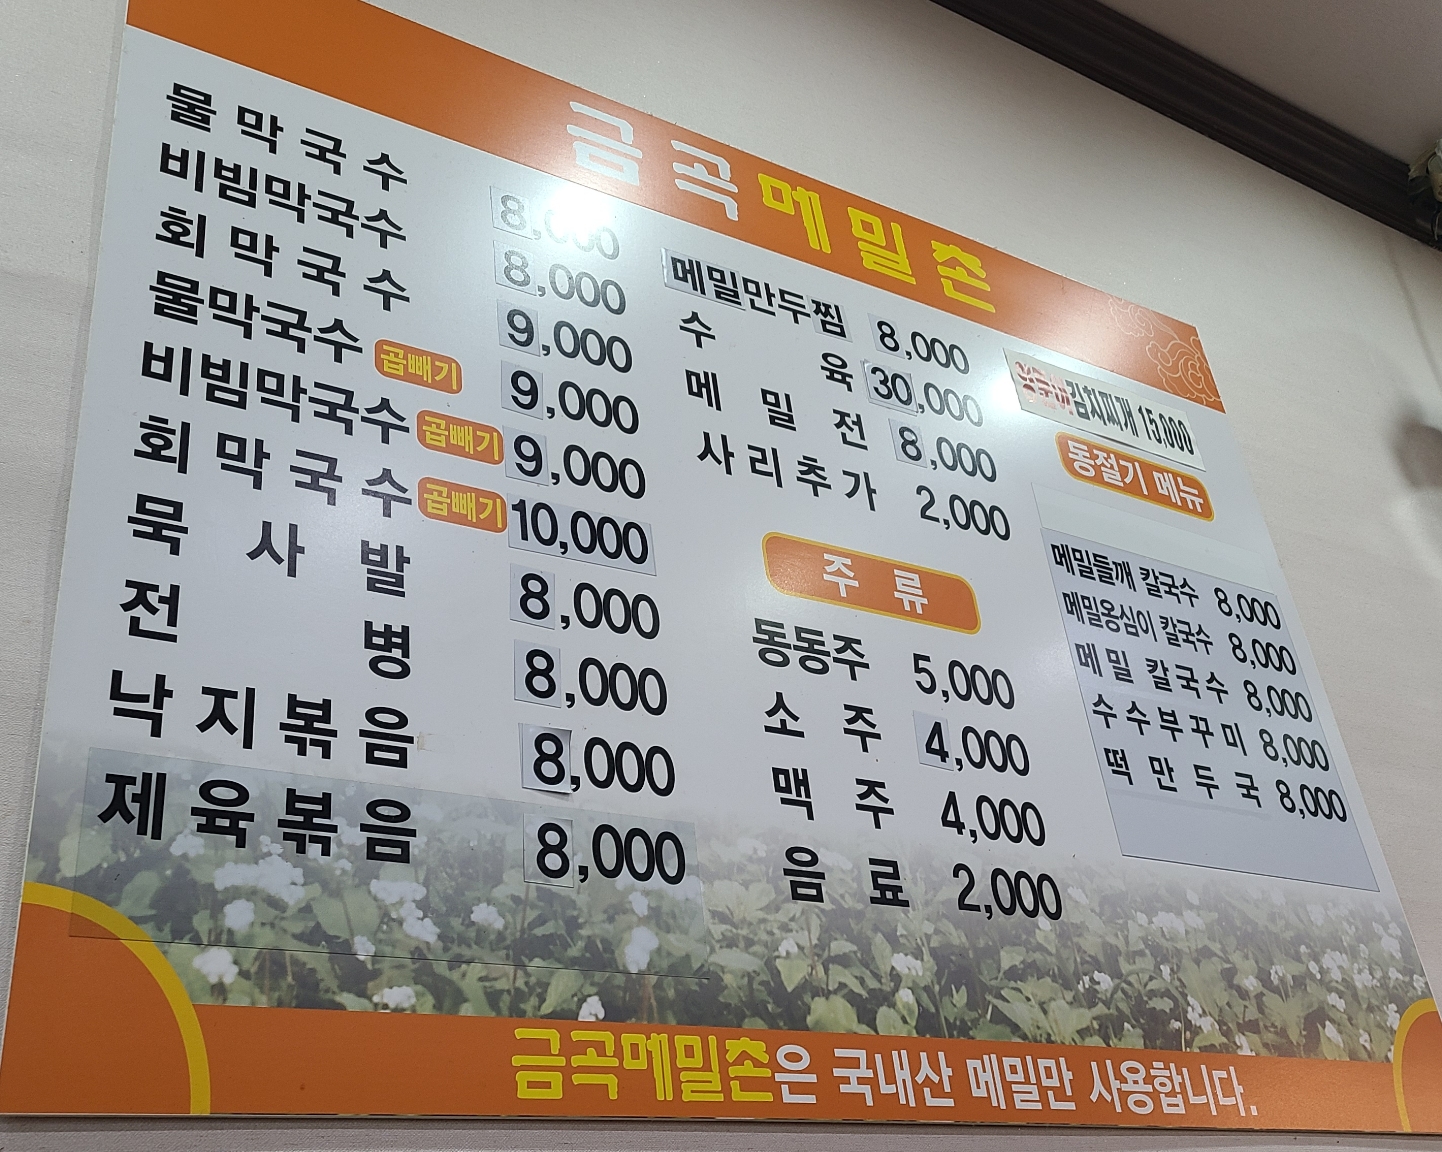 금곡메밀촌
물막국수 8,000
비빔막국수 8,000
회막국수 9,000
물막국수 곱빼기 9,000
비빔막국수 곱빼기 9,000
회막국수 곱빼기 10,000
묵사발 8,000
전병 8,000
낙지볶음 8,000
제육볶음 8,000
메밀만두찜 8,000
수육 30,000
메밀전 8,000
사리추가 2,000
주류
동동주 5,000
소주 4,000
맥주 4,000
음료 2,000
김치찌개 15,000
동절기 메뉴
메밀들깨 칼국수 8,000
메밀옹심이 칼국수 8,000
메밀 칼국수 8,000
수수부꾸미 8,000
떡만두국 8,000
금곡메밀촌은 국내산 메밀만 사용합니다.